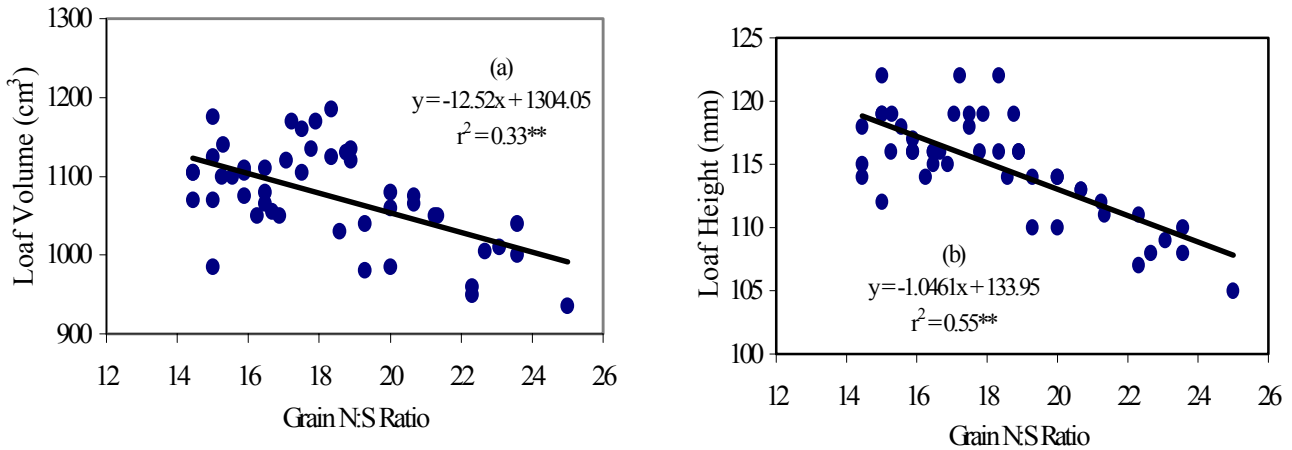 1300
1200
1100
1000
900
Loaf Volume (cm³)
(a)
y = -12.52x + 1304.05
r² = 0.33**
12 14 16 18 20 22 24 26
Grain N:S Ratio
125
120
115
110
105
100
Loaf Height (mm)
(b)
y = -1.0461x + 133.95
r² = 0.55**
12 14 16 18 20 22 24 26
Grain N:S Ratio